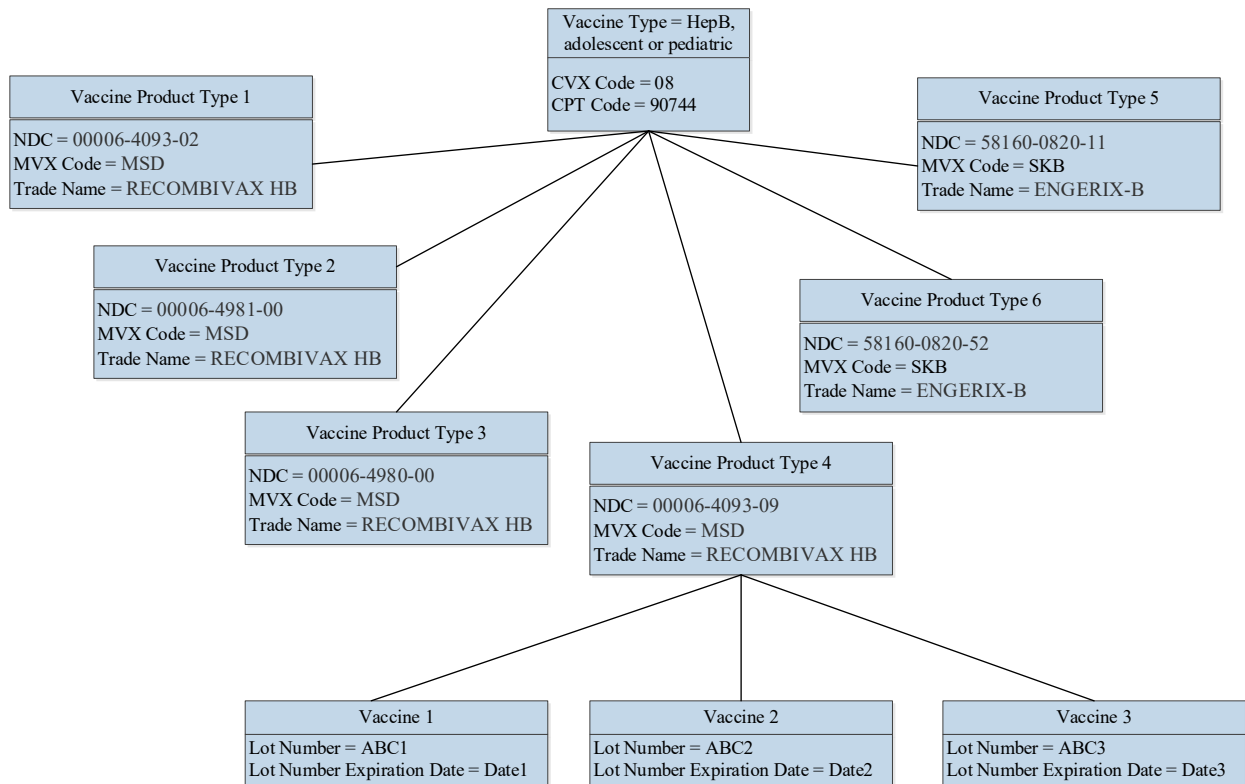 Vaccine Type = HepB,
adolescent or pediatric
CVX Code = 08
CPT Code = 90744
Vaccine Product Type 1
NDC = 00006-4093-02
MVX Code = MSD
Trade Name = RECOMBIVAX HB
Vaccine Product Type 5
NDC = 58160-0820-11
MVX Code = SKB
Trade Name = ENGERIX-B
Vaccine Product Type 2
NDC = 00006-4981-00
MVX Code = MSD
Trade Name = RECOMBIVAX HB
Vaccine Product Type 6
NDC = 58160-0820-52
MVX Code = SKB
Trade Name = ENGERIX-B
Vaccine Product Type 3
NDC = 00006-4980-00
MVX Code = MSD
Trade Name = RECOMBIVAX HB
Vaccine Product Type 4
NDC = 00006-4093-09
MVX Code = MSD
Trade Name = RECOMBIVAX HB
Vaccine 1
Lot Number = ABC1
Lot Number Expiration Date = Date1
Vaccine 2
Lot Number = ABC2
Lot Number Expiration Date = Date2
Vaccine 3
Lot Number = ABC3
Lot Number Expiration Date = Date3